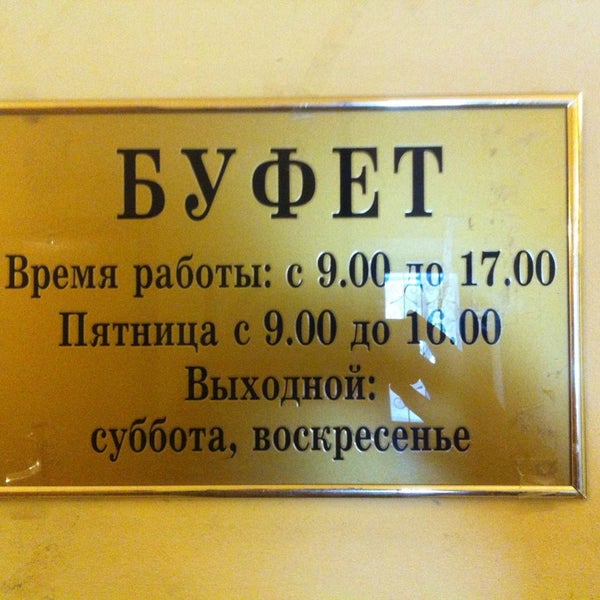 БУФЕТ
Время работы: с 9.00 до 17.00
Пятница с 9.00 до 16.00
Выходной:
суббота, воскресенье